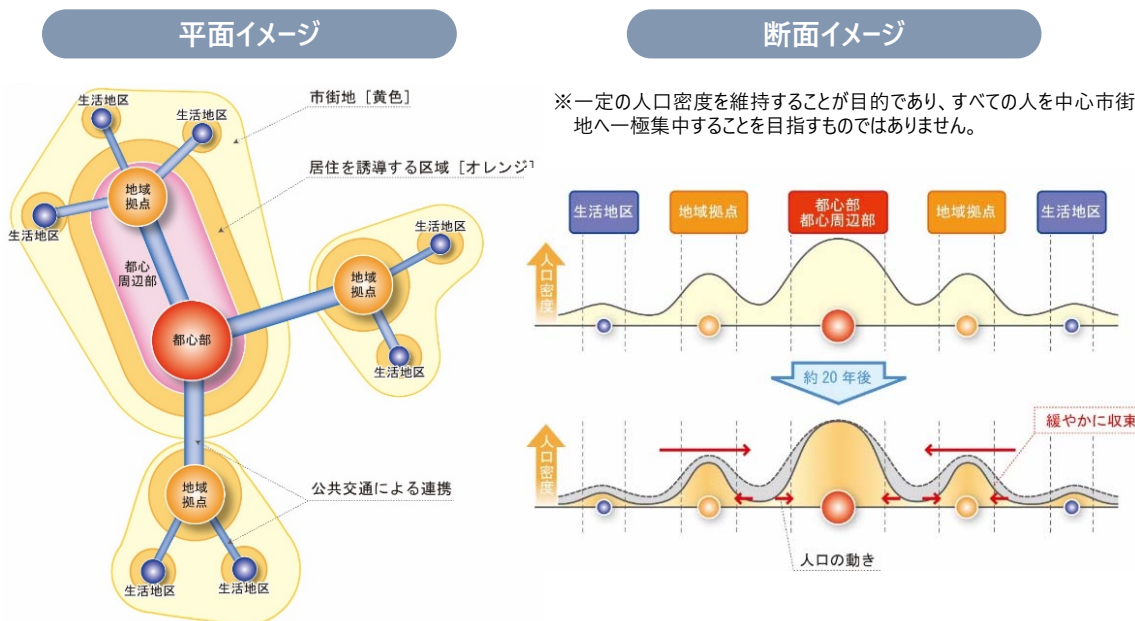 平面イメージ
断面イメージ
※一定の人口密度を維持することが目的であり、すべての人を中心市街
地へ一極集中することを目指すものではありません。
生活地区
生活地区
市街地 [黄色]
居住を誘導する区域 [オレンジ]
地域
拠点
生活地区
都心
周辺部
都心部
生活地区
地域
拠点
生活地区
地域
拠点
公共交通による連携
生活地区
生活地区
生活地区
地域拠点
都心部
都心周辺部
地域拠点
生活地区
人口密度
約20年後
緩やかに収束
人口密度
人口の動き